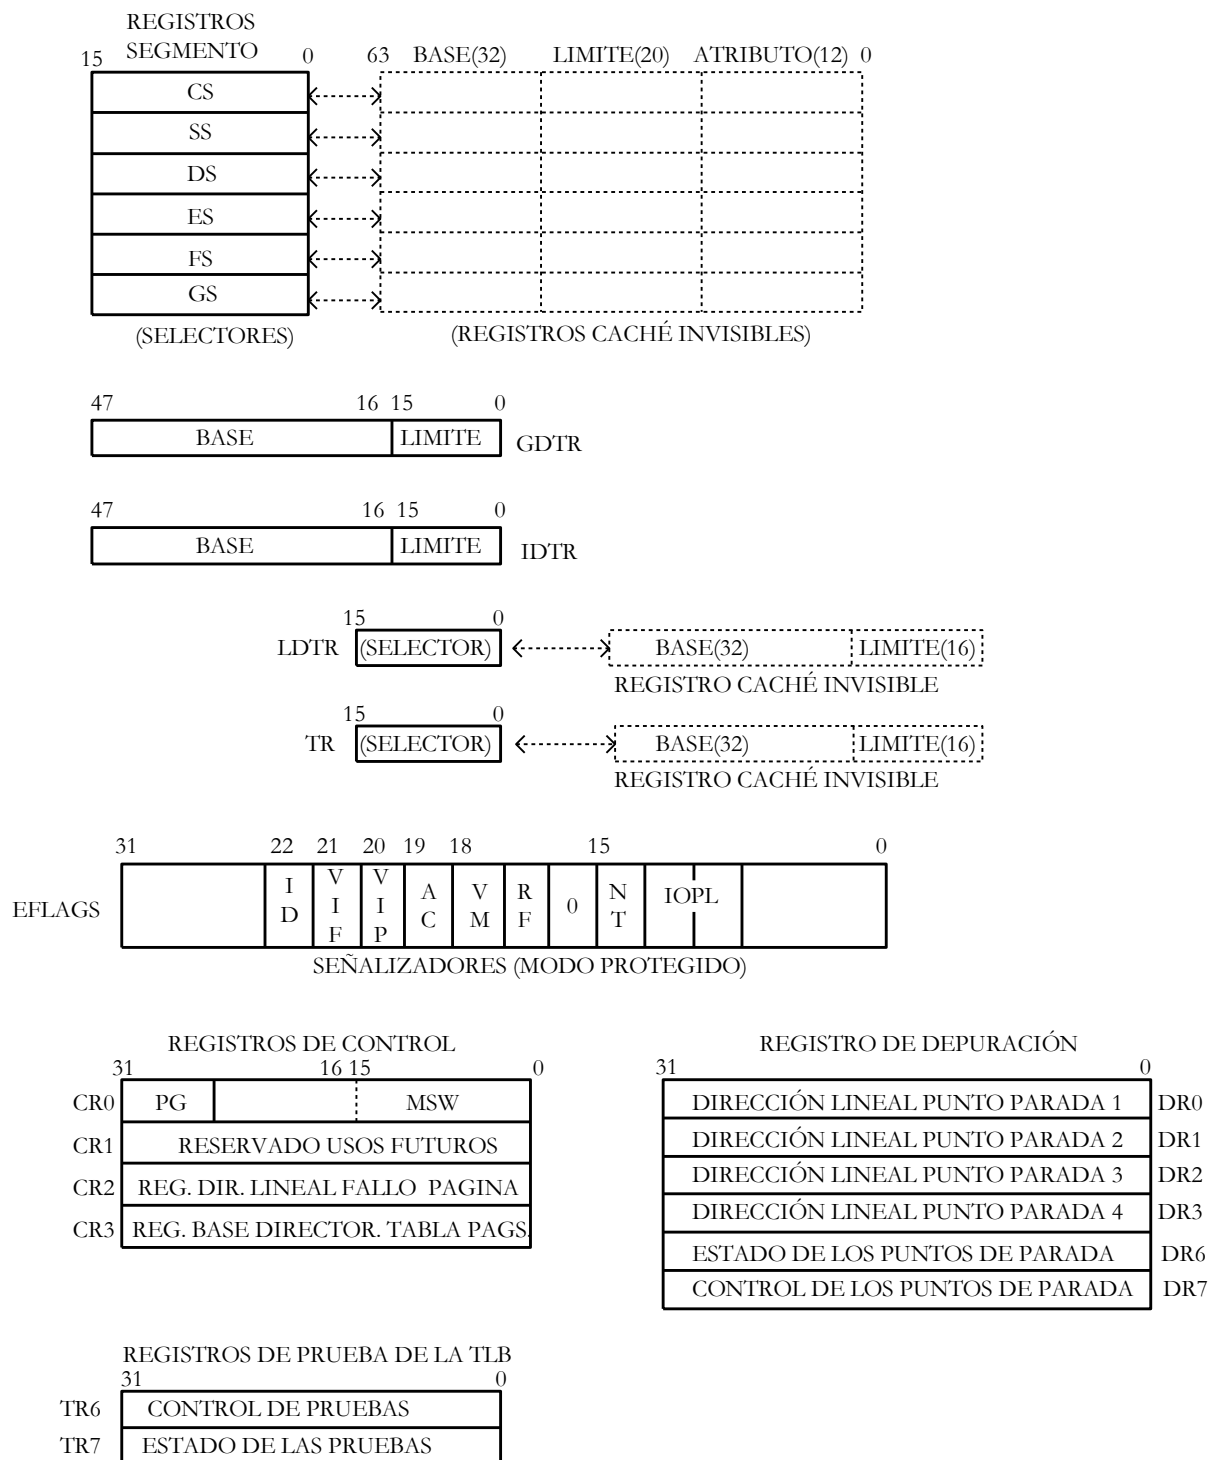 REGISTROS
SEGMENTO
15 0 63 BASE(32) LIMITE(20) ATRIBUTO(12) 0
CS
SS
DS
ES
FS
GS
(SELECTORES) (REGISTROS CACHÉ INVISIBLES)
47 16 15 0
BASE LIMITE GDTR
47 16 15 0
BASE LIMITE IDTR
15 0
LDTR (SELECTOR) BASE(32) LIMITE(16)
REGISTRO CACHÉ INVISIBLE
15 0
TR (SELECTOR) BASE(32) LIMITE(16)
REGISTRO CACHÉ INVISIBLE
31 22 21 20 19 18 15 0
EFLAGS ID VIF VIP AC VM RF 0 NT IOPL
SEÑALIZADORES (MODO PROTEGIDO)
REGISTROS DE CONTROL
31 16 15 0
CR0 PG MSW
CR1 RESERVADO USOS FUTUROS
CR2 REG. DIR. LINEAL FALLO PAGINA
CR3 REG. BASE DIRECTOR. TABLA PAGS.
REGISTRO DE DEPURACIÓN
31 0
DIRECCIÓN LINEAL PUNTO PARADA 1 DR0
DIRECCIÓN LINEAL PUNTO PARADA 2 DR1
DIRECCIÓN LINEAL PUNTO PARADA 3 DR2
DIRECCIÓN LINEAL PUNTO PARADA 4 DR3
ESTADO DE LOS PUNTOS DE PARADA DR6
CONTROL DE LOS PUNTOS DE PARADA DR7
REGISTROS DE PRUEBA DE LA TLB
31 0
TR6 CONTROL DE PRUEBAS
TR7 ESTADO DE LAS PRUEBAS